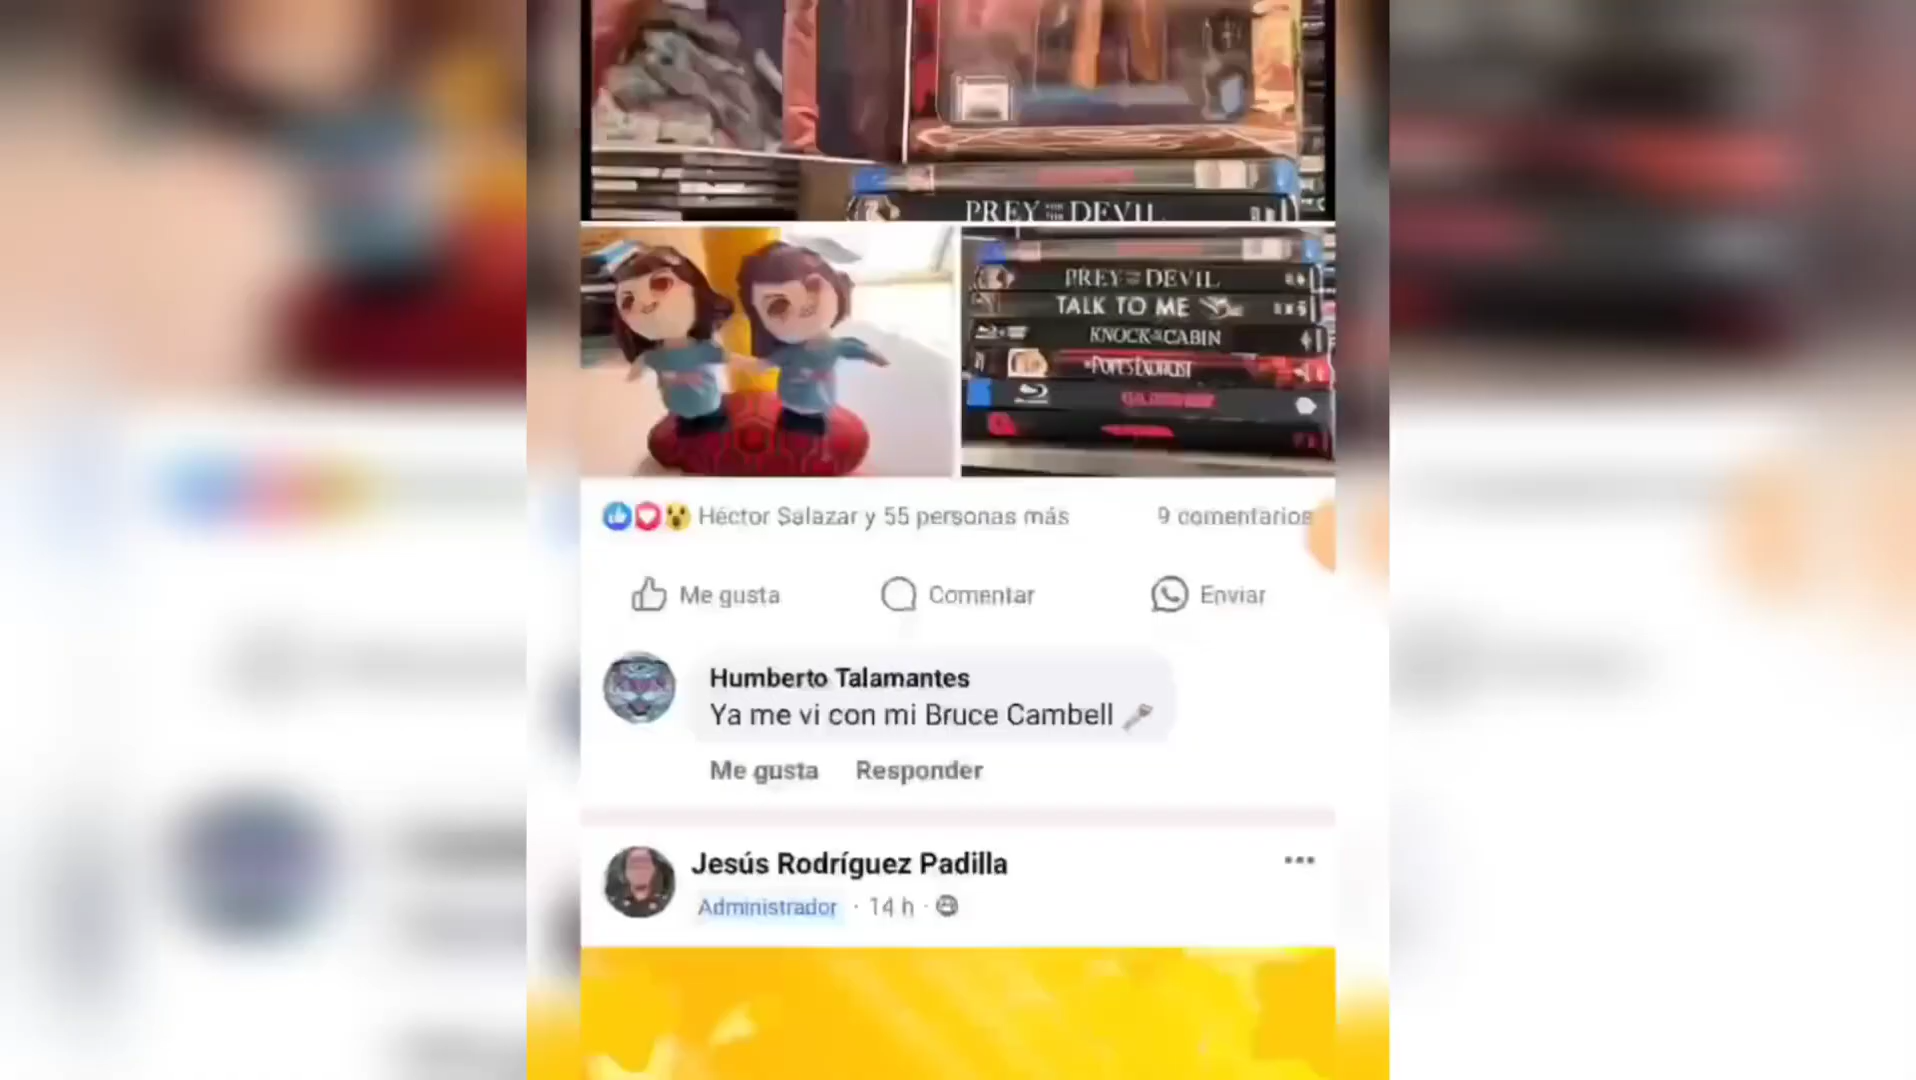 PREY FOR THE DEVIL
PREY FOR THE DEVIL
TALK TO ME
KNOCK AT THE CABIN
THE POPE'S EXORCIST
Héctor Salazar y 55 personas más
9 comentarios
Me gusta
Comentar
Enviar
Humberto Talamantes
Ya me vi con mi Bruce Cambell
Me gusta
Responder
Jesús Rodríguez Padilla
Administrador · 14 h ·